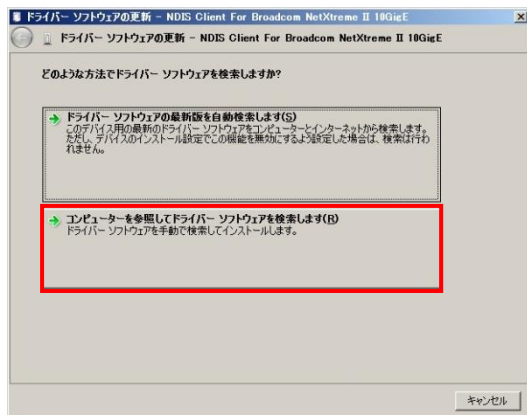 ドライバー ソフトウェアの更新 - NDIS Client For Broadcom NetXtreme II 10GigE
ドライバー ソフトウェアの更新 - NDIS Client For Broadcom NetXtreme II 10GigE
どのような方法でドライバー ソフトウェアを検索しますか?
ドライバー ソフトウェアの最新版を自動検索します(S)
このデバイス用の最新のドライバー ソフトウェアをコンピューターとインターネットから検索します。
ただし、デバイスのインストール設定でこの機能を無効にするよう設定した場合は、検索は行わ
れません。
コンピューターを参照してドライバー ソフトウェアを検索します(R)
ドライバー ソフトウェアを手動で検索してインストールします。
キャンセル